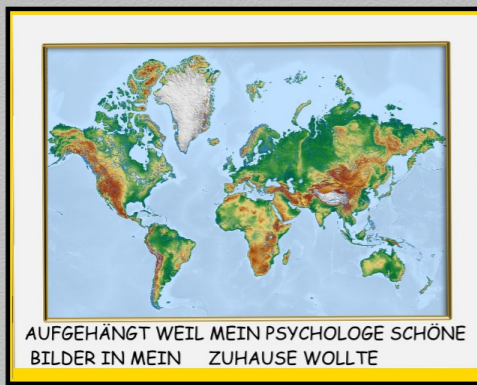 AUFGEHÄNGT WEIL MEIN PSYCHOLOGE SCHÖNE
BILDER IN MEIN ZUHAUSE WOLLTE